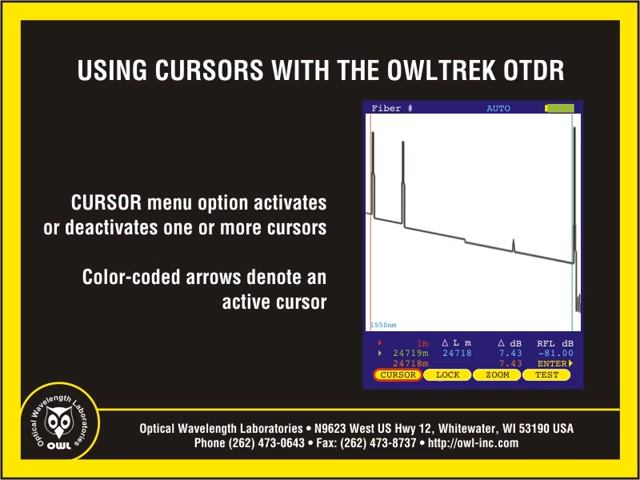 USING CURSORS WITH THE OWLTREK OTDR
Fiber # AUTO
CURSOR menu option activates
or deactivates one or more cursors
Color-coded arrows denote an
active cursor
1550nm
1m Δ L m Δ dB RFL dB
24719m 24718 7.43 -81.00
24718m 7.43 ENTER
CURSOR LOCK ZOOM TEST
Optical Wavelength Laboratories
OWL
Optical Wavelength Laboratories • N9623 West US Hwy 12, Whitewater, WI 53190 USA
Phone (262) 473-0643 • Fax: (262) 473-8737 • http://owl-inc.com